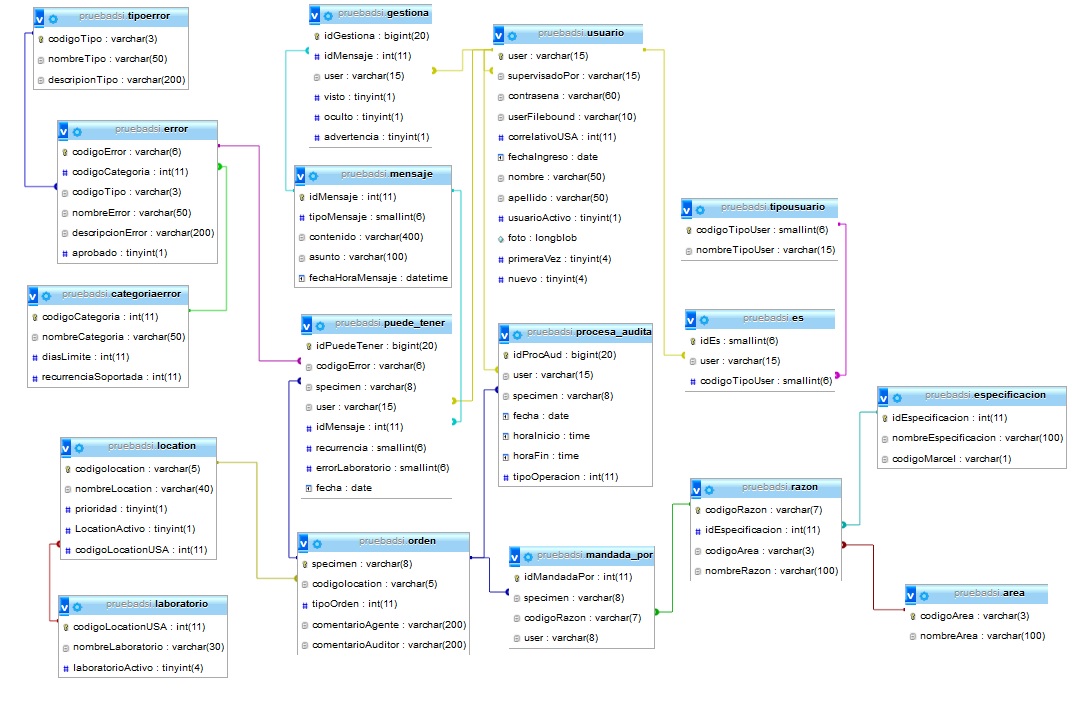 pruebadsi.tipoerror
codigoTipo : varchar(3)
nombreTipo : varchar(50)
descripionTipo : varchar(200)
pruebadsi.error
codigoError : varchar(6)
codigoCategoria : int(11)
codigoTipo : varchar(3)
nombreError : varchar(50)
descripcionError : varchar(200)
aprobado : tinyint(1)
pruebadsi.categoriaerror
codigoCategoria : int(11)
nombreCategoria : varchar(50)
diasLimite : int(11)
recurrenciaSoportada : int(11)
pruebadsi.location
codigolocation : varchar(5)
nombreLocation : varchar(40)
prioridad : tinyint(1)
LocationActivo : tinyint(1)
codigoLocationUSA : int(11)
pruebadsi.laboratorio
codigoLocationUSA : int(11)
nombreLaboratorio : varchar(30)
laboratorioActivo : tinyint(4)
pruebadsi.gestiona
idGestiona : bigint(20)
idMensaje : int(11)
user : varchar(15)
visto : tinyint(1)
oculto : tinyint(1)
advertencia : tinyint(1)
pruebadsi.mensaje
idMensaje : int(11)
tipoMensaje : smallint(6)
contenido : varchar(400)
asunto : varchar(100)
fechaHoraMensaje : datetime
pruebadsi.puede_tener
idPuedeTener : bigint(20)
codigoError : varchar(6)
specimen : varchar(8)
user : varchar(15)
idMensaje : int(11)
recurrencia : smallint(6)
errorLaboratorio : smallint(6)
fecha : date
pruebadsi.orden
specimen : varchar(8)
codigolocation : varchar(5)
tipoOrden : int(11)
comentarioAgente : varchar(200)
comentarioAuditor : varchar(200)
pruebadsi.usuario
user : varchar(15)
supervisadoPor : varchar(15)
contrasena : varchar(60)
userFilebound : varchar(10)
correlativoUSA : int(11)
fechaIngreso : date
nombre : varchar(50)
apellido : varchar(50)
usuarioActivo : tinyint(1)
foto : longblob
primeraVez : tinyint(4)
nuevo : tinyint(4)
pruebadsi.procesa_audita
idProcAud : bigint(20)
user : varchar(15)
specimen : varchar(8)
fecha : date
horaInicio : time
horaFin : time
tipoOperacion : int(11)
pruebadsi.mandada_por
idMandadaPor : int(11)
specimen : varchar(8)
codigoRazon : varchar(7)
user : varchar(8)
pruebadsi.tipousuario
codigoTipoUser : smallint(6)
nombreTipoUser : varchar(15)
pruebadsi.es
idEs : smallint(6)
user : varchar(15)
codigoTipoUser : smallint(6)
pruebadsi.razon
codigoRazon : varchar(7)
idEspecificacion : int(11)
codigoArea : varchar(3)
nombreRazon : varchar(100)
pruebadsi.especificacion
idEspecificacion : int(11)
nombreEspecificacion : varchar(100)
codigoMarcel : varchar(1)
pruebadsi.area
codigoArea : varchar(3)
nombreArea : varchar(100)